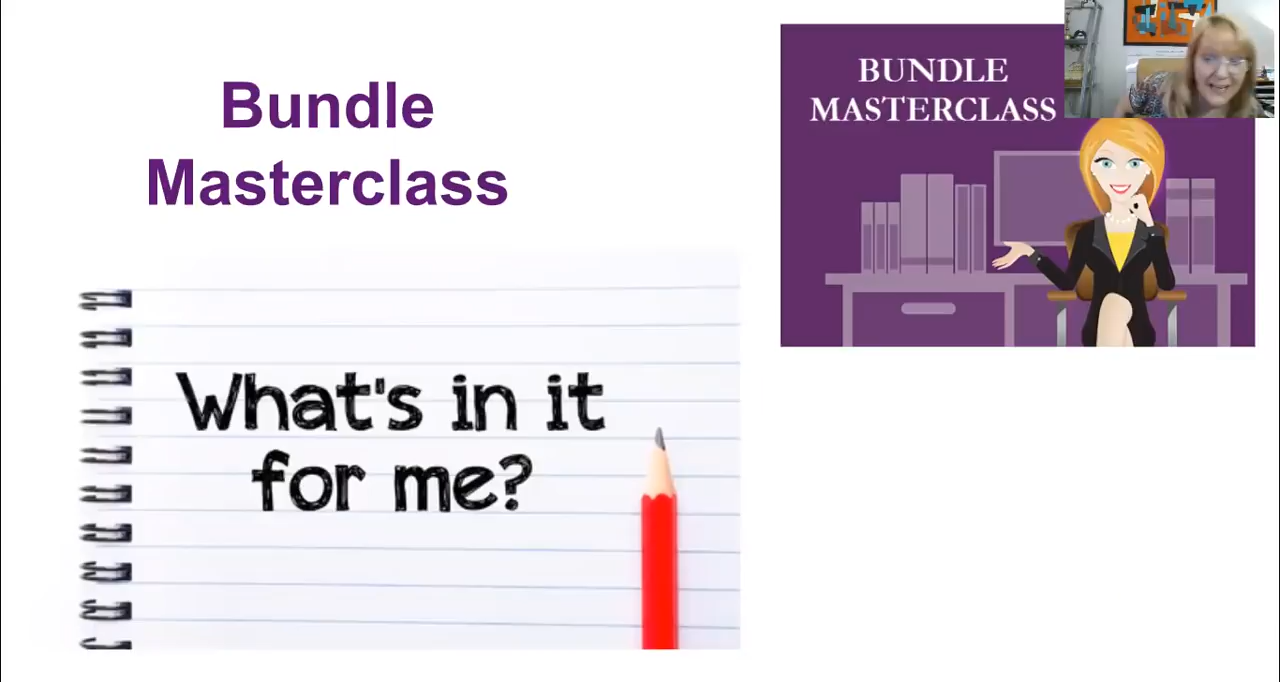 Bundle
Masterclass
BUNDLE
MASTERCLASS
What's in it
for me?